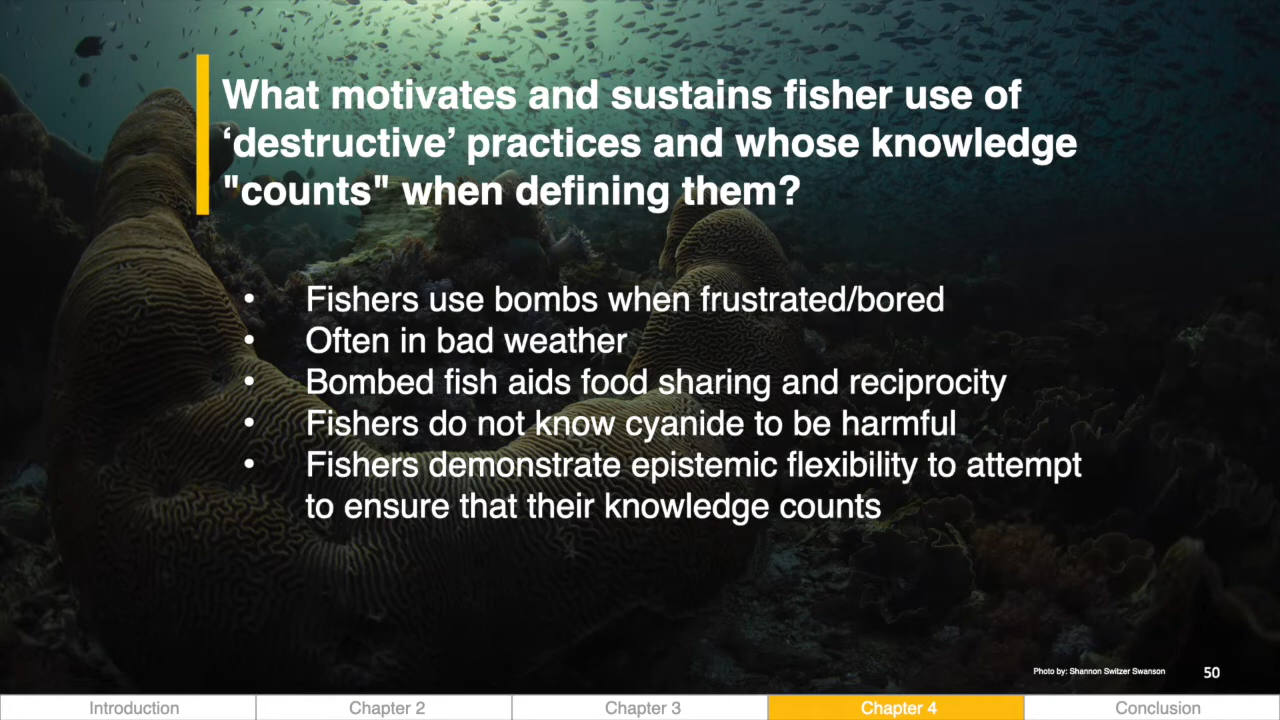 What motivates and sustains fisher use of
‘destructive’ practices and whose knowledge
"counts" when defining them?
• Fishers use bombs when frustrated/bored
• Often in bad weather
• Bombed fish aids food sharing and reciprocity
• Fishers do not know cyanide to be harmful
• Fishers demonstrate epistemic flexibility to attempt
to ensure that their knowledge counts
Photo by: Shannon Switzer Swanson
50
Introduction
Chapter 2
Chapter 3
Chapter 4
Conclusion